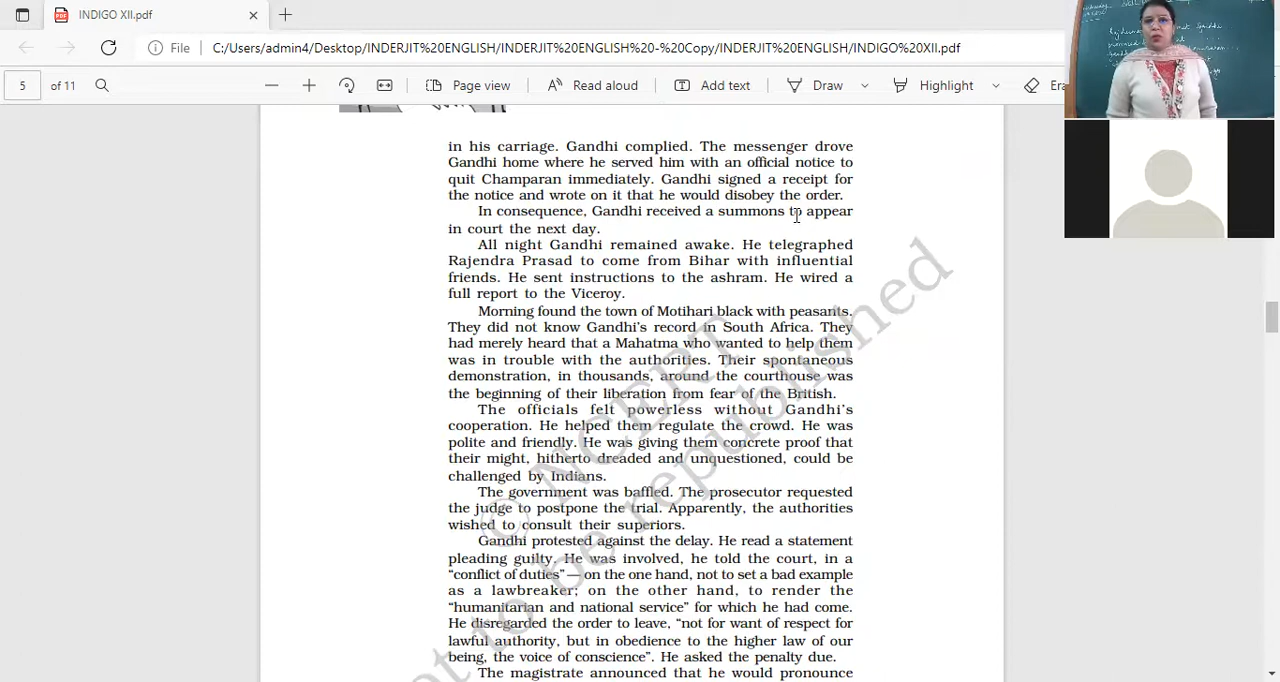 INDIGO XII.pdf
File
C:/Users/admin4/Desktop/INDERJIT%20ENGLISH/INDERJIT%20ENGLISH%20-%20Copy/INDERJIT%20ENGLISH/INDIGO%20XII.pdf
5 of 11
Page view
Read aloud
Add text
Draw
Highlight
Era
in his carriage. Gandhi complied. The messenger drove
Gandhi home where he served him with an official notice to
quit Champaran immediately. Gandhi signed a receipt for
the notice and wrote on it that he would disobey the order.
In consequence, Gandhi received a summons to appear
in court the next day.
All night Gandhi remained awake. He telegraphed
Rajendra Prasad to come from Bihar with influential
friends. He sent instructions to the ashram. He wired a
full report to the Viceroy.
Morning found the town of Motihari black with peasants.
They did not know Gandhi's record in South Africa. They
had merely heard that a Mahatma who wanted to help them
was in trouble with the authorities. Their spontaneous
demonstration, in thousands, around the courthouse was
the beginning of their liberation from fear of the British.
The officials felt powerless without Gandhi's
cooperation. He helped them regulate the crowd. He was
polite and friendly. He was giving them concrete proof that
their might, hitherto dreaded and unquestioned, could be
challenged by Indians.
The government was baffled. The prosecutor requested
the judge to postpone the trial. Apparently, the authorities
wished to consult their superiors.
Gandhi protested against the delay. He read a statement
pleading guilty. He was involved, he told the court, in a
“conflict of duties”— on the one hand, not to set a bad example
as a lawbreaker; on the other hand, to render the
“humanitarian and national service” for which he had come.
He disregarded the order to leave, “not for want of respect for
lawful authority, but in obedience to the higher law of our
being, the voice of conscience”. He asked the penalty due.
The magistrate announced that he would pronounce
© NCERT
not to be republished